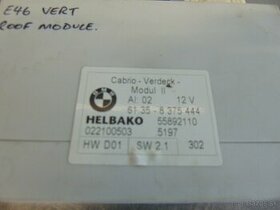 E46 VERT
ROOF MODULE.
Cabrio - Verdeck -
Modul II
AI: 02 12 V
61.35 - 8 375 444
HELBAKO 55892110
022100503 5197
HW D01 SW 2.1 302